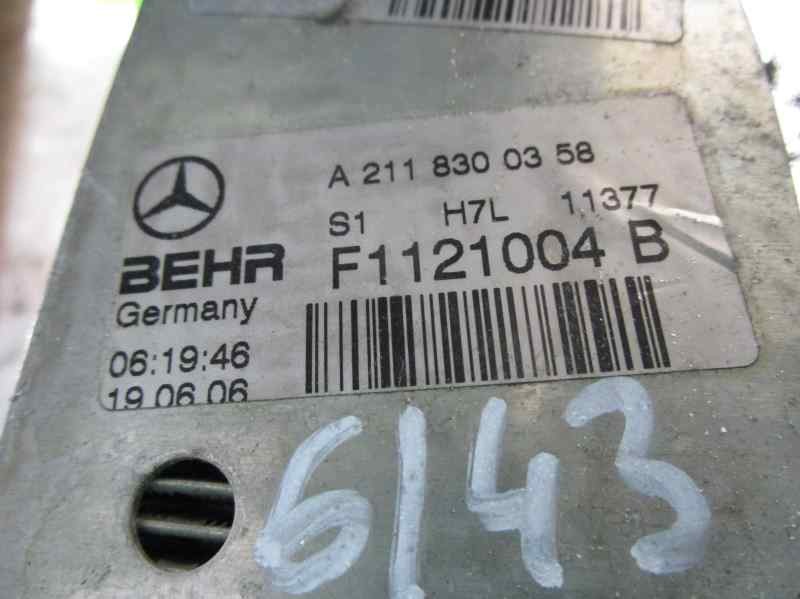 A 211 830 03 58
S1 H7L 11377
BEHR F1121004 B
Germany
06:19:46
19.06.06
6143